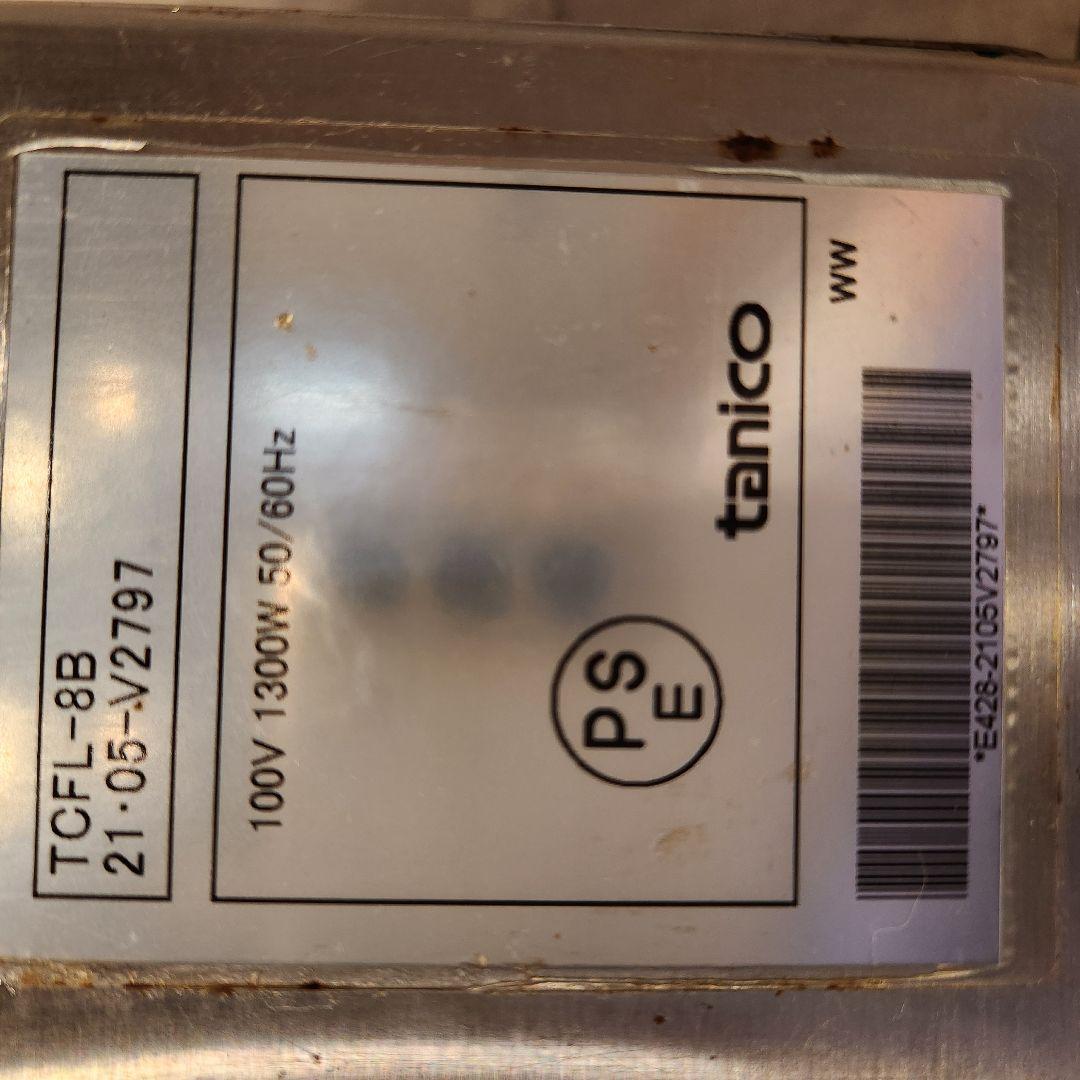 TCFL-8B
21・05-V2797
100V 1300W 50/60Hz
PS
E
tanico
WW
*E428-2105V2797*